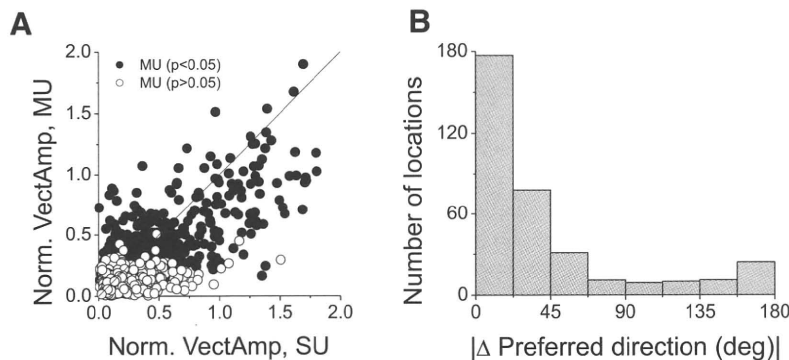 A
B
2.0
1.5
1.0
0.5
0.0
Norm. VectAmp, MU
MU (p<0.05)
MU (p>0.05)
0.0 0.5 1.0 1.5 2.0
Norm. VectAmp, SU
180
120
60
0
Number of locations
0 45 90 135 180
|Δ Preferred direction (deg)|